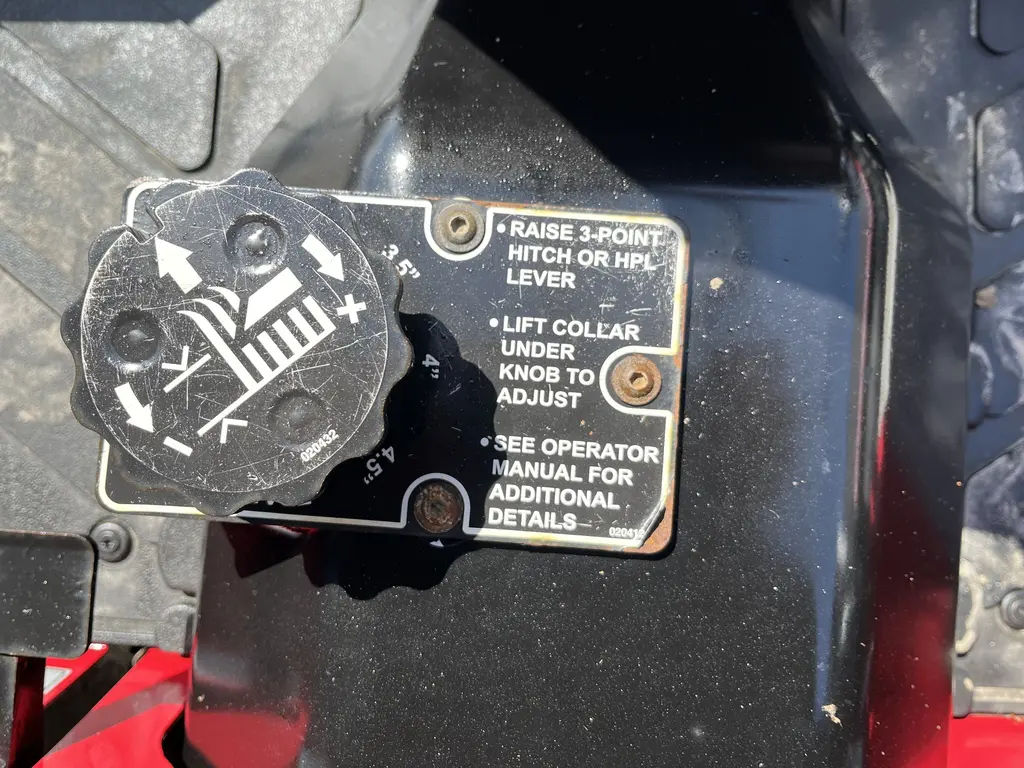 3.5"
4"
4.5"
+
−
020432
• RAISE 3-POINT
HITCH OR HPL
LEVER
• LIFT COLLAR
UNDER
KNOB TO
ADJUST
• SEE OPERATOR
MANUAL FOR
ADDITIONAL
DETAILS